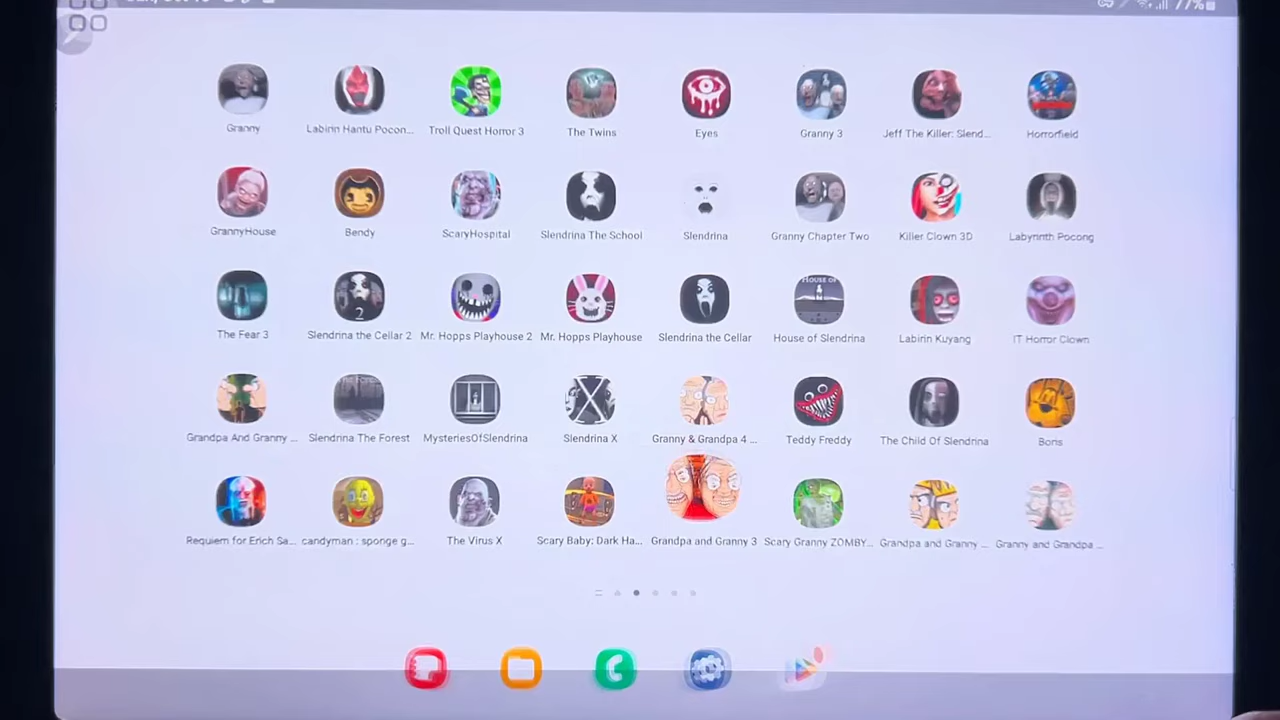 77%
Granny
Labirin Hantu Pocon...
Troll Quest Horror 3
The Twins
Eyes
Granny 3
Jeff The Killer: Slend...
Horrorfield
GrannyHouse
Bendy
ScaryHospital
Slendrina The School
Slendrina
Granny Chapter Two
Killer Clown 3D
Labyrinth Pocong
HOUSE OF
The Fear 3
Slendrina the Cellar 2
Mr. Hopps Playhouse 2
Mr. Hopps Playhouse
Slendrina the Cellar
House of Slendrina
Labirin Kuyang
IT Horror Clown
Grandpa And Granny ...
Slendrina The Forest
MysteriesOfSlendrina
Slendrina X
Granny & Grandpa 4 ...
Teddy Freddy
The Child Of Slendrina
Boris
Requiem for Erich Sa...
candyman : sponge g...
The Virus X
Scary Baby: Dark Ha...
Grandpa and Granny 3
Scary Granny ZOMBY...
Grandpa and Granny ...
Granny and Grandpa ...